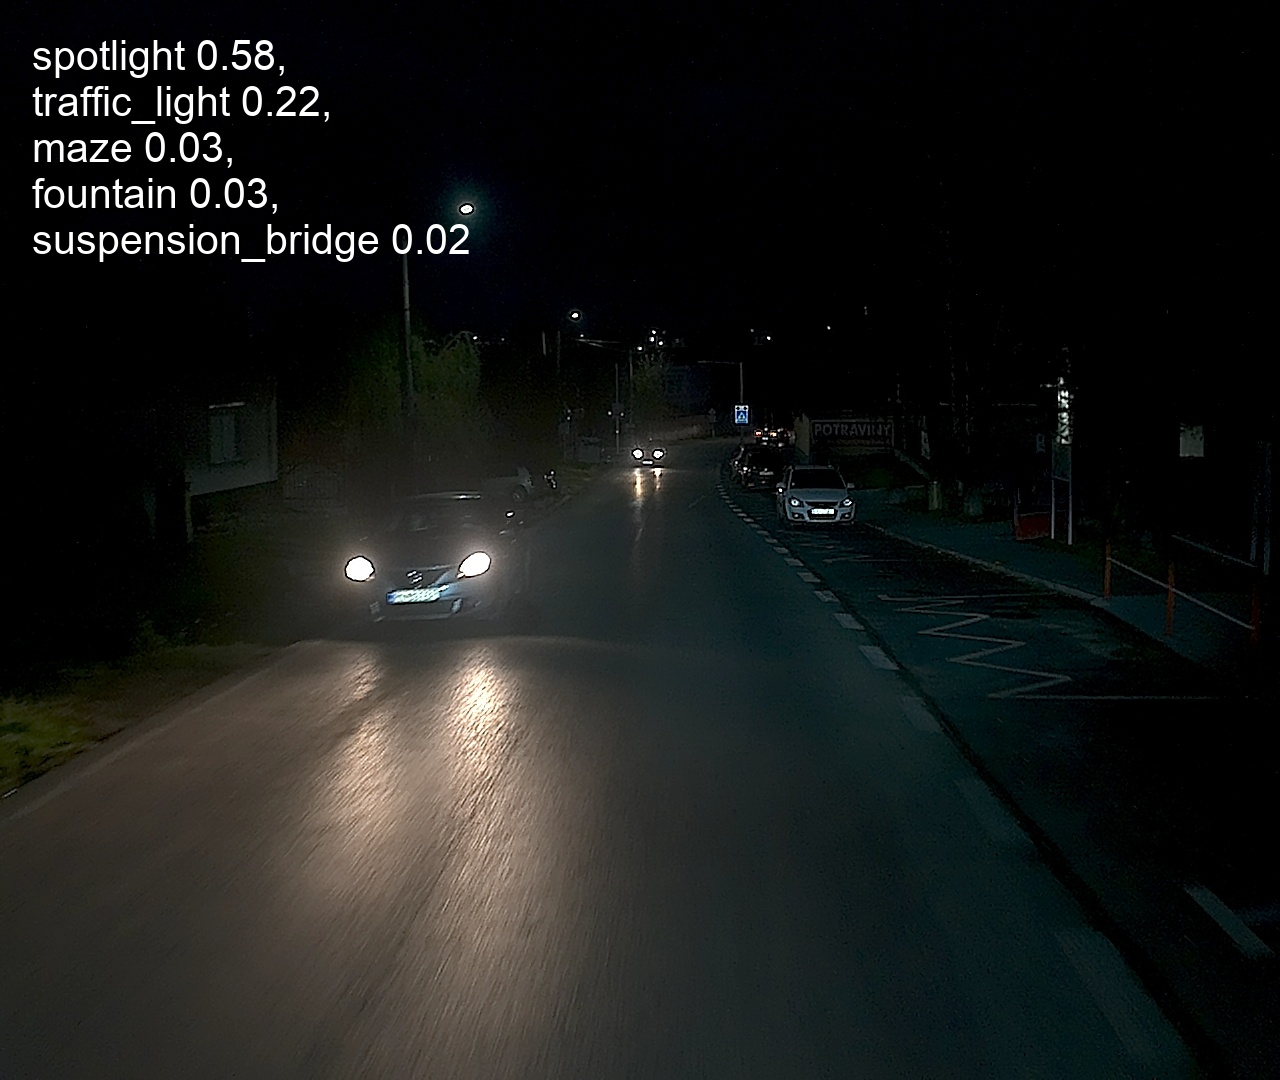 spotlight 0.58,
traffic_light 0.22,
maze 0.03,
fountain 0.03,
suspension_bridge 0.02
POTRAVINY